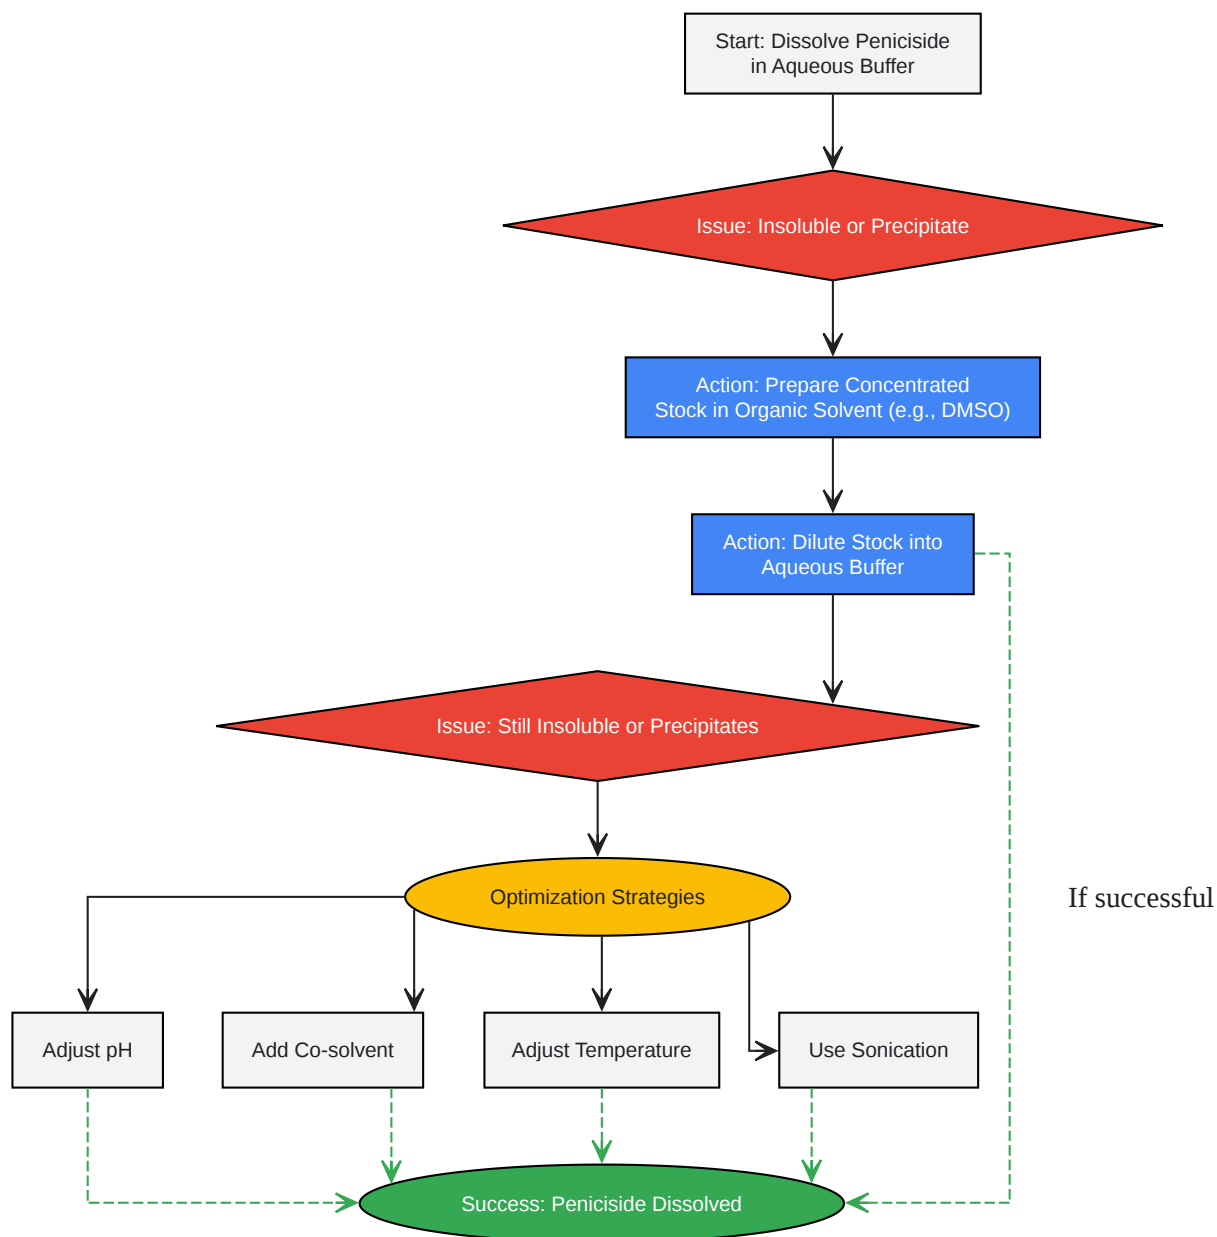 Start: Dissolve Peniciside
in Aqueous Buffer
Issue: Insoluble or Precipitate
Action: Prepare Concentrated
Stock in Organic Solvent (e.g., DMSO)
Action: Dilute Stock into
Aqueous Buffer
Issue: Still Insoluble or Precipitates
Optimization Strategies
If successful
Adjust pH
Add Co-solvent
Adjust Temperature
Use Sonication
Success: Peniciside Dissolved